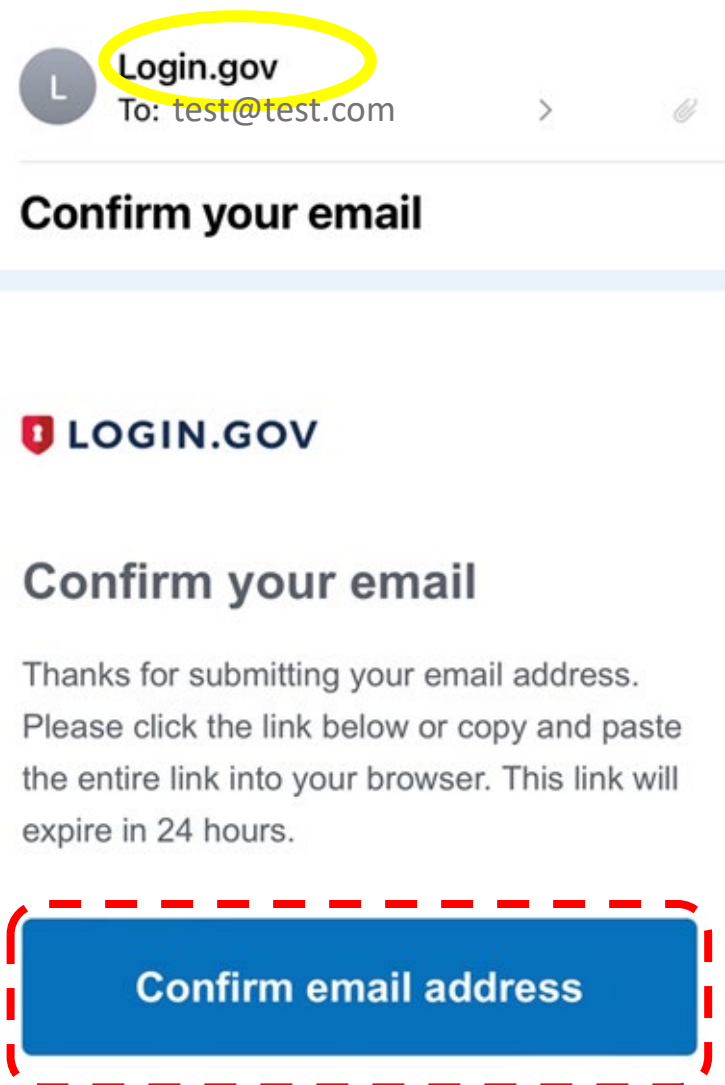 L
Login.gov
To: test@test.com
Confirm your email
LOGIN.GOV
Confirm your email
Thanks for submitting your email address.
Please click the link below or copy and paste
the entire link into your browser. This link will
expire in 24 hours.
Confirm email address